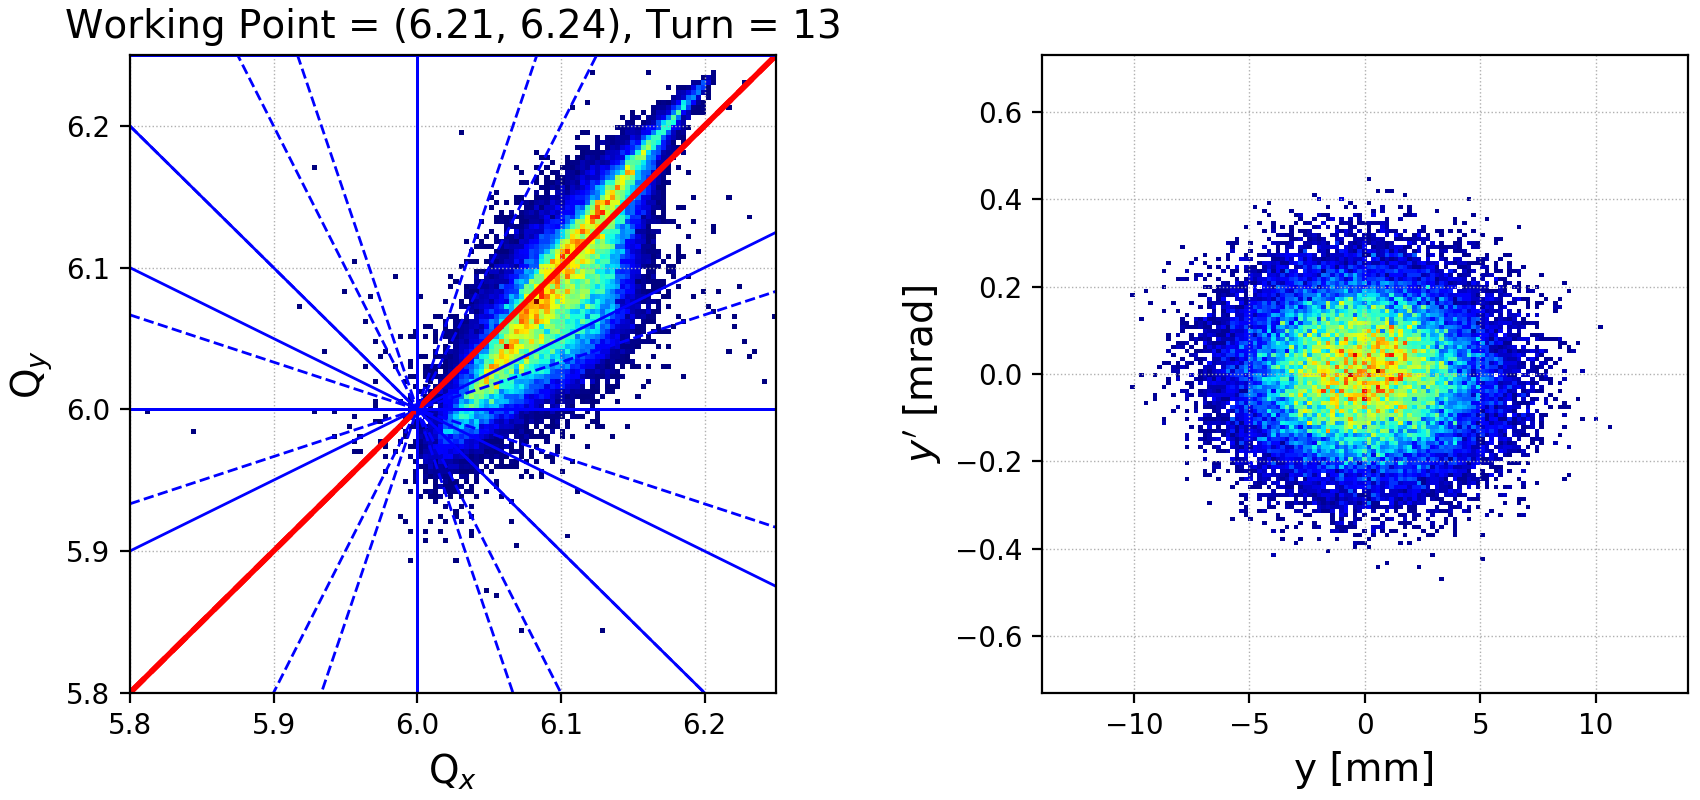 Working Point = (6.21, 6.24), Turn = 13
6.2
6.1
6.0
5.9
5.8
Q_y
5.8 5.9 6.0 6.1 6.2
Q_x
0.6
0.4
0.2
0.0
−0.2
−0.4
−0.6
y′ [mrad]
−10 −5 0 5 10
y [mm]